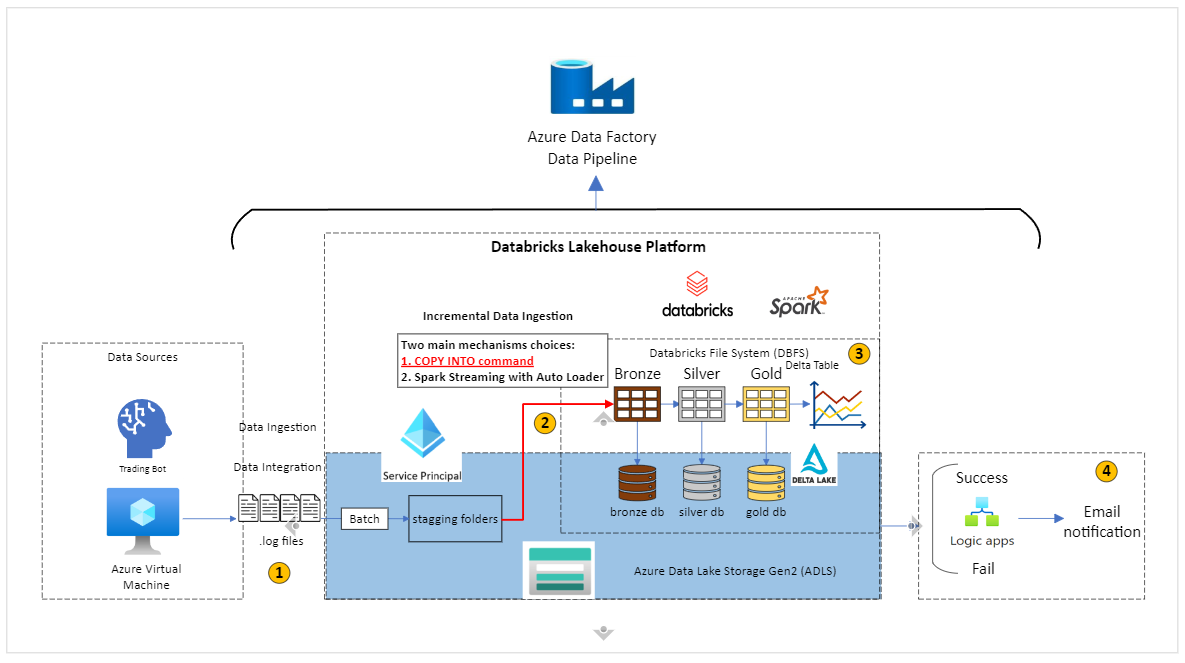 Azure Data Factory
Data Pipeline
Databricks Lakehouse Platform
databricks
APACHE
Spark
Incremental Data Ingestion
Two main mechanisms choices:
1. COPY INTO command
2. Spark Streaming with Auto Loader
Databricks File System (DBFS)
3
Bronze
Silver
Gold
Delta Table
2
Data Sources
Trading Bot
Azure Virtual
Machine
Data Ingestion
Data Integration
.log files
1
Service Principal
Batch
stagging folders
DELTA LAKE
bronze db
silver db
gold db
Azure Data Lake Storage Gen2 (ADLS)
4
Success
Logic apps
Fail
Email
notification